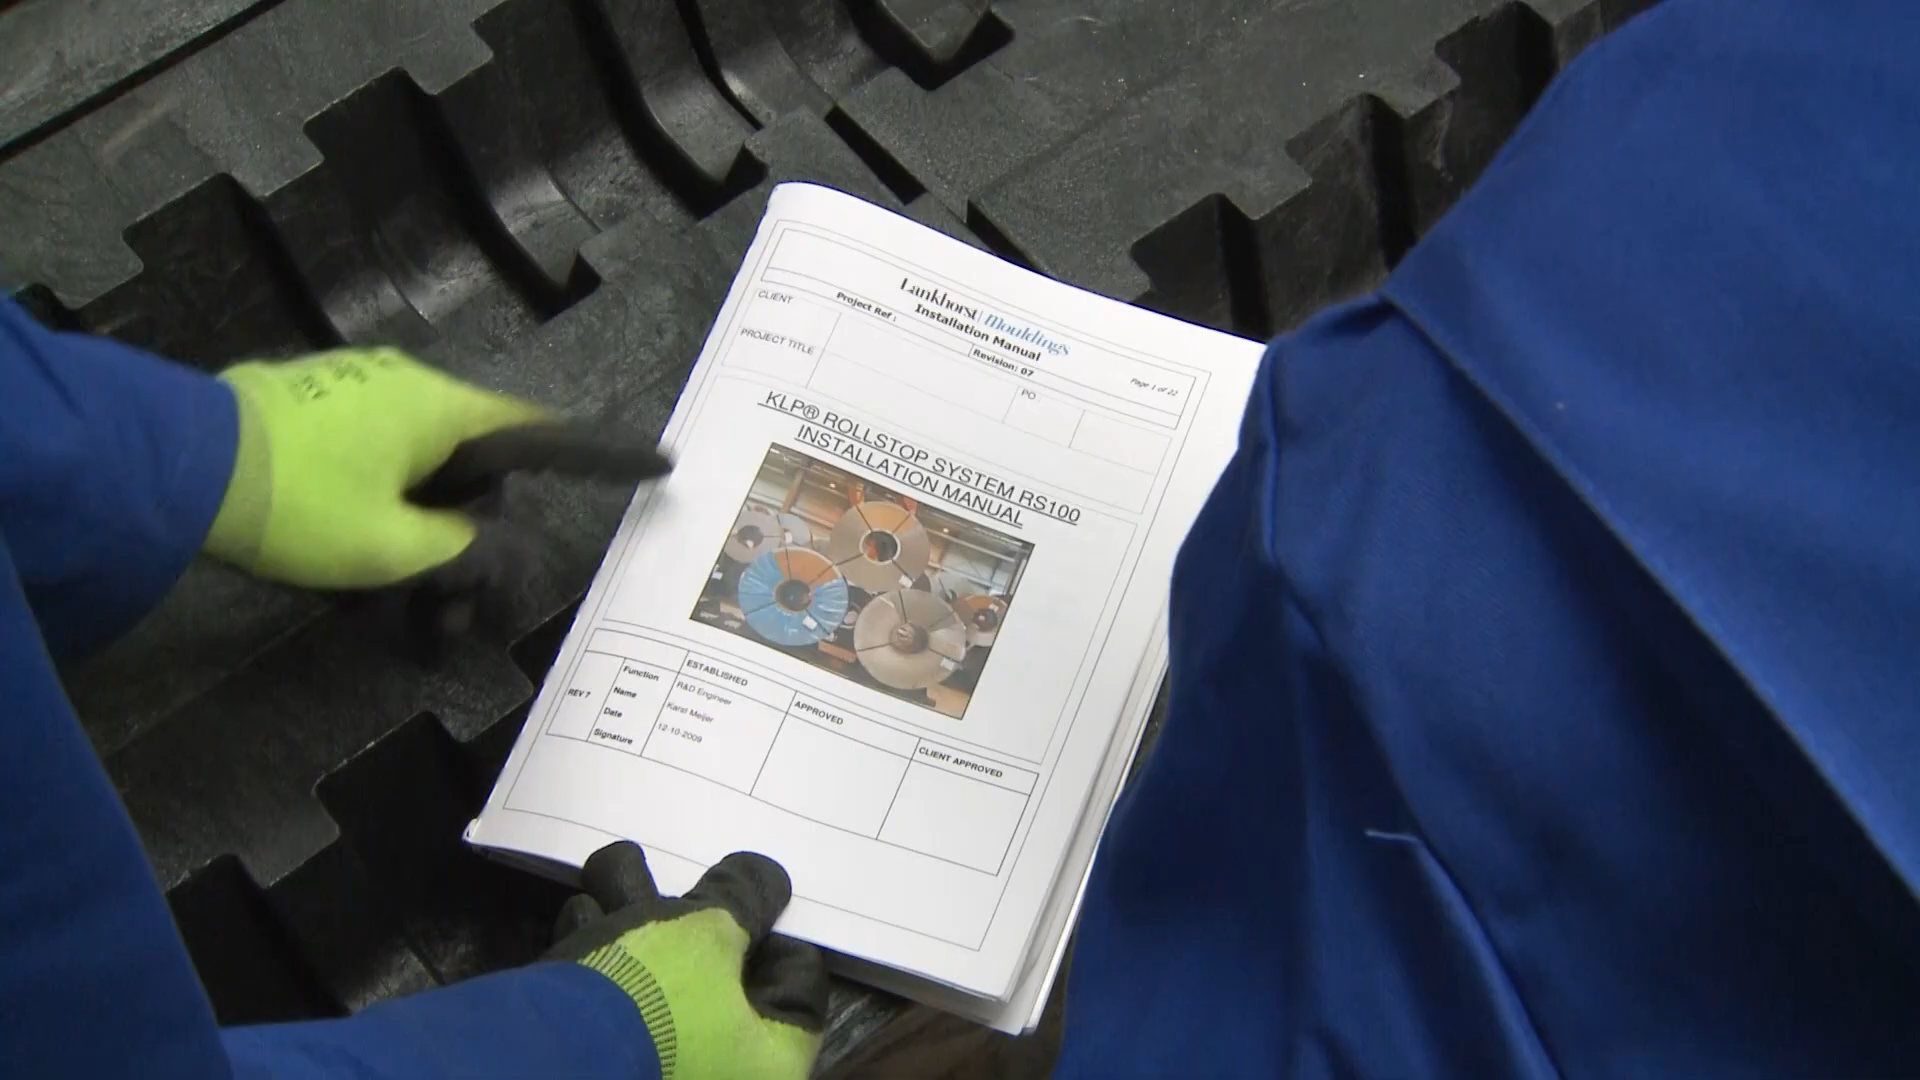 Lankhorst Mouldings
Installation Manual
Project Ref :
Revision: 07
Page 1 of 22
CLIENT
PROJECT TITLE
PO
KLP® ROLLSTOP SYSTEM RS100
INSTALLATION MANUAL
ESTABLISHED
APPROVED
CLIENT APPROVED
REV 7
Function
R&D Engineer
Name
Karst Meijer
Date
12-10-2009
Signature